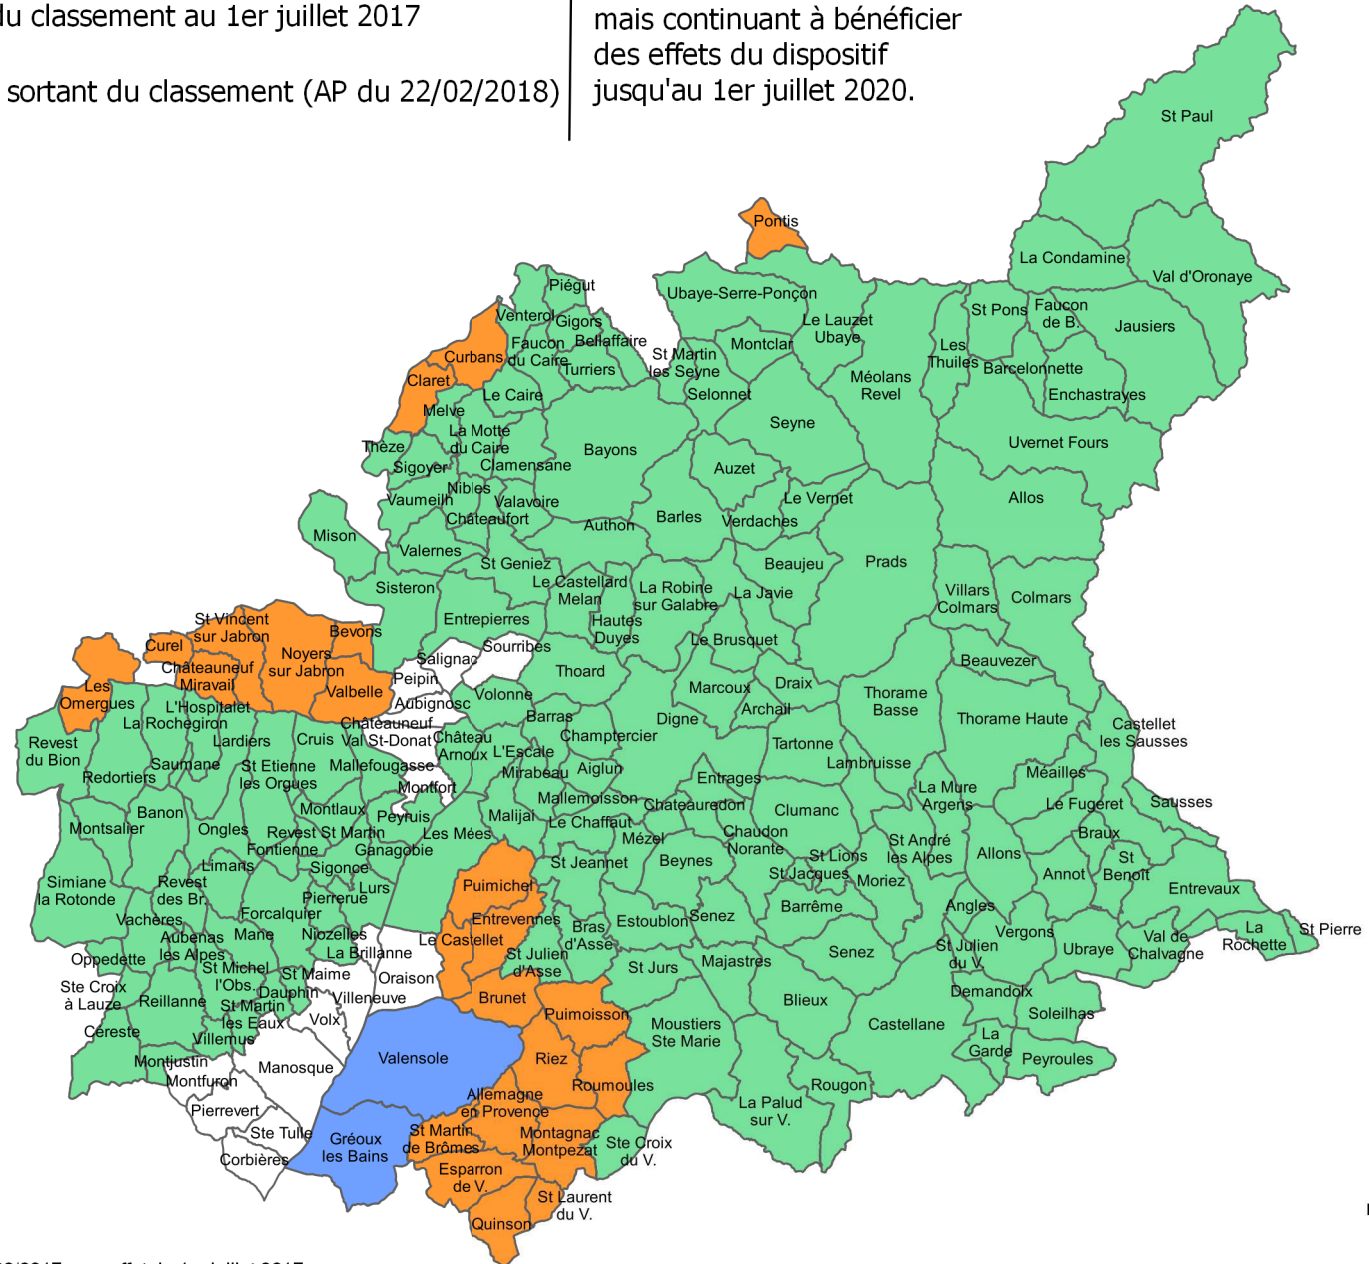 du classement au 1er juillet 2017
sortant du classement (AP du 22/02/2018)
mais continuant à bénéficier
des effets du dispositif
jusqu'au 1er juillet 2020.
St Paul
Pontis
La Condamine
Val d'Oronaye
Piégut
Ubaye-Serre-Ponçon
Venterol
Gigors
Le Lauzet
Ubaye
St Pons
Faucon
de B.
Jausiers
Curbans
Faucon
du Caire
Bellaffaire
Turriers
St Martin
les Seyne
Montclar
Les
Thuiles
Barcelonnette
Claret
Le Caire
Selonnet
Méolans
Revel
Enchastrayes
Melve
La Motte
du Caire
Seyne
Uvernet Fours
Thèze
Sigoyer
Clamensane
Bayons
Auzet
Nibles
Vaumeilh
Valavoire
Le Vernet
Allos
Châteaufort
Authon
Barles
Verdaches
Mison
Valernes
St Geniez
Beaujeu
Prads
Sisteron
Le Castellard
Melan
La Robine
sur Galabre
La Javie
Villars
Colmars
Colmars
St Vincent
sur Jabron
Bevons
Entrepierres
Hautes
Duyes
Le Brusquet
Curel
Noyers
sur Jabron
Salignac
Sourribes
Beauvezer
Châteauneuf
Miravail
Peipin
Thoard
Marcoux
Draix
Les
Omergues
Valbelle
Aubignosc
Volonne
Thorame
Basse
L'Hospitalet
La Rochegiron
Châteauneuf
Val St-Donat
Barras
Digne
Archail
Thorame Haute
Castellet
les Sausses
Revest
du Bion
Lardiers
Cruis
Château
Arnoux
L'Escale
Champtercier
Tartonne
Saumane
St Etienne
les Orgues
Mallefougasse
Mirabeau
Aiglun
Lambruisse
Méailles
Redortiers
Montfort
Entrages
La Mure
Argens
Banon
Montlaux
Peyruis
Malijai
Mallemoisson
Chateauredon
Clumanc
Le Fugeret
Sausses
Montsalier
Ongles
Revest St Martin
Fontienne
Les Mées
Le Chaffaut
Mézel
Chaudon
Norante
St André
les Alpes
Braux
Limans
Ganagobie
Sigonce
St Jeannet
Beynes
St Lions
St Jacques
Moriez
Allons
Annot
St
Benoît
Simiane
la Rotonde
Revest
des Br.
Lurs
Pierrerue
Puimichel
Entrevaux
Vachères
Forcalquier
Entrevennes
Estoublon
Senez
Barrême
Angles
Aubenas
les Alpes
Mane
Niozelles
Le Castellet
Bras
d'Asse
Vergons
Val de
Chalvagne
La
Rochette
St Pierre
Oppedette
La Brillanne
St Julien
d'Asse
St Jurs
Majastres
Senez
St Julien
du V.
Ubraye
St Michel
l'Obs.
St Maime
Oraison
Ste Croix
à Lauze
Reillanne
Dauphin
Villeneuve
Brunet
Blieux
Demandolx
St Martin
les Eaux
Volx
Puimoisson
Moustiers
Ste Marie
Castellane
Soleilhas
Céreste
Villemus
La
Garde
Montjustin
Manosque
Valensole
Riez
Peyroules
Montfuron
Allemagne
en Provence
Roumoules
Rougon
Pierrevert
La Palud
sur V.
Ste Tulle
Gréoux
les Bains
St Martin
de Brômes
Montagnac
Montpezat
Ste Croix
du V.
Corbières
Esparron
de V.
St Laurent
du V.
Quinson